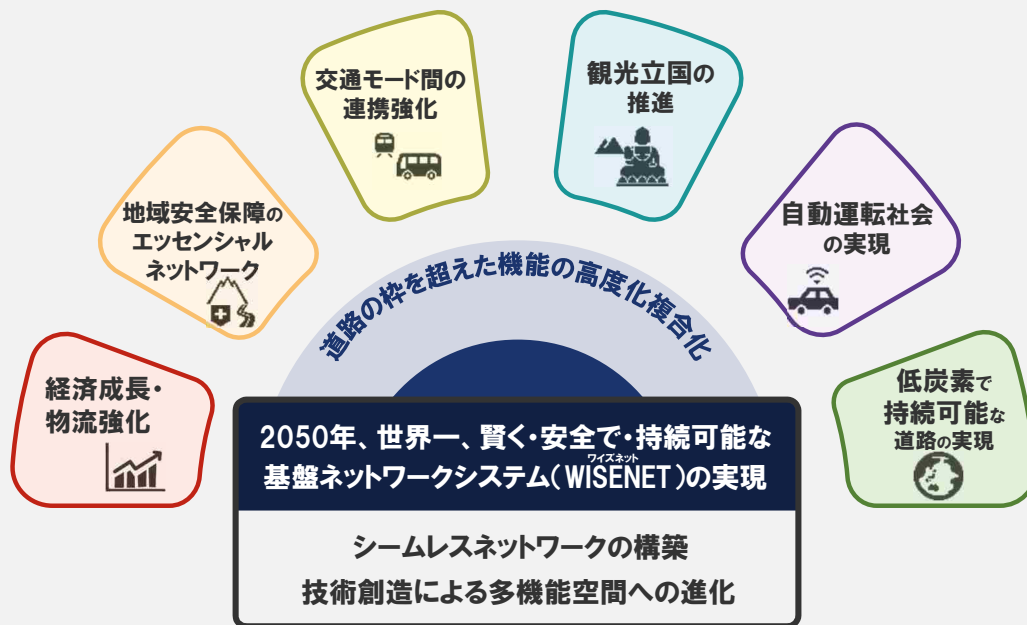 交通モード間の
連携強化
観光立国の
推進
地域安全保障の
エッセンシャル
ネットワーク
自動運転社会
の実現
経済成長・
物流強化
低炭素で
持続可能な
道路の実現
道路の枠を超えた機能の高度化複合化
2050年、世界一、賢く・安全で・持続可能な
ワイズネット
基盤ネットワークシステム(WISENET)の実現
シームレスネットワークの構築
技術創造による多機能空間への進化